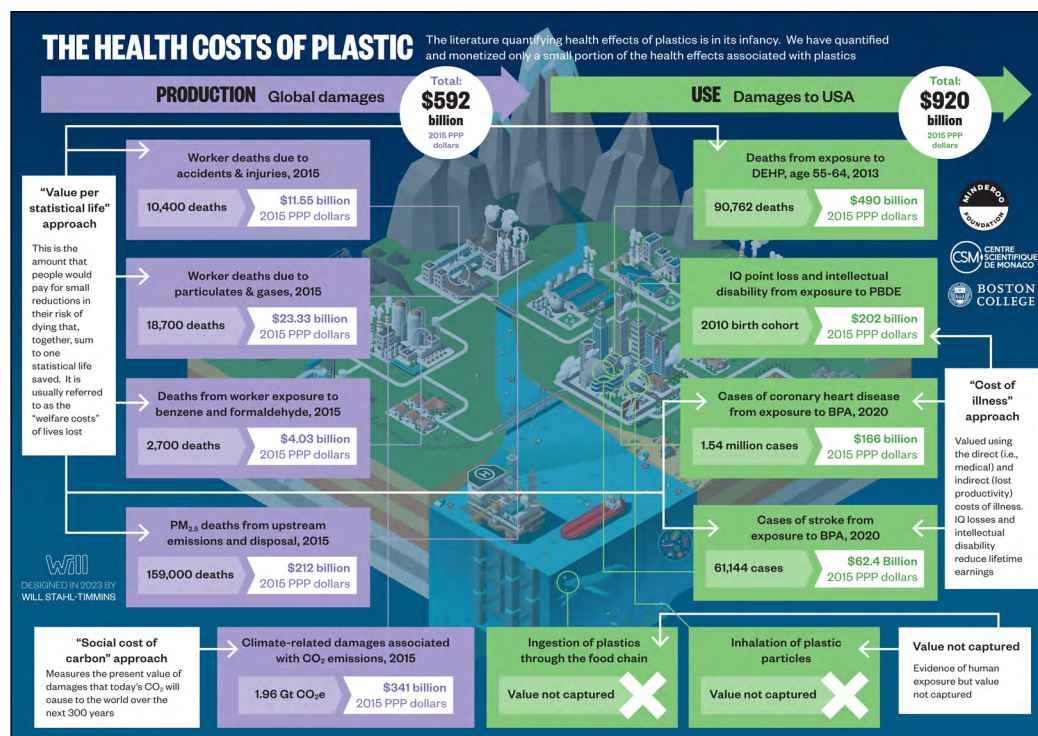 THE HEALTH COSTS OF PLASTIC
The literature quantifying health effects of plastics is in its infancy. We have quantified
and monetized only a small portion of the health effects associated with plastics
PRODUCTION Global damages
Total:
$592
billion
2015 PPP
dollars
USE Damages to USA
Total:
$920
billion
2015 PPP
dollars
"Value per
statistical life"
approach
This is the
amount that
people would
pay for small
reductions in
their risk of
dying that,
together, sum
to one
statistical life
saved. It is
usually referred
to as the
"welfare costs"
of lives lost
Worker deaths due to
accidents & injuries, 2015
10,400 deaths
$11.55 billion
2015 PPP dollars
Worker deaths due to
particulates & gases, 2015
18,700 deaths
$23.33 billion
2015 PPP dollars
Deaths from worker exposure to
benzene and formaldehyde, 2015
2,700 deaths
$4.03 billion
2015 PPP dollars
PM2.5 deaths from upstream
emissions and disposal, 2015
159,000 deaths
$212 billion
2015 PPP dollars
"Social cost of
carbon" approach
Measures the present value of
damages that today's CO2 will
cause to the world over the
next 300 years
Climate-related damages associated
with CO2 emissions, 2015
1.96 Gt CO2e
$341 billion
2015 PPP dollars
Deaths from exposure to
DEHP, age 55-64, 2013
90,762 deaths
$490 billion
2015 PPP dollars
IQ point loss and intellectual
disability from exposure to PBDE
2010 birth cohort
$202 billion
2015 PPP dollars
Cases of coronary heart disease
from exposure to BPA, 2020
1.54 million cases
$166 billion
2015 PPP dollars
Cases of stroke from
exposure to BPA, 2020
61,144 cases
$62.4 Billion
2015 PPP dollars
Ingestion of plastics
through the food chain
Value not captured
Inhalation of plastic
particles
Value not captured
"Cost of
illness"
approach
Valued using
the direct (i.e.,
medical) and
indirect (lost
productivity)
costs of illness.
IQ losses and
intellectual
disability
reduce lifetime
earnings
Value not captured
Evidence of human
exposure but value
not captured
MINDEROO
FOUNDATION
CSM
CENTRE
SCIENTIFIQUE
DE MONACO
BOSTON
COLLEGE
Will
DESIGNED IN 2023 BY
WILL STAHL-TIMMINS
H